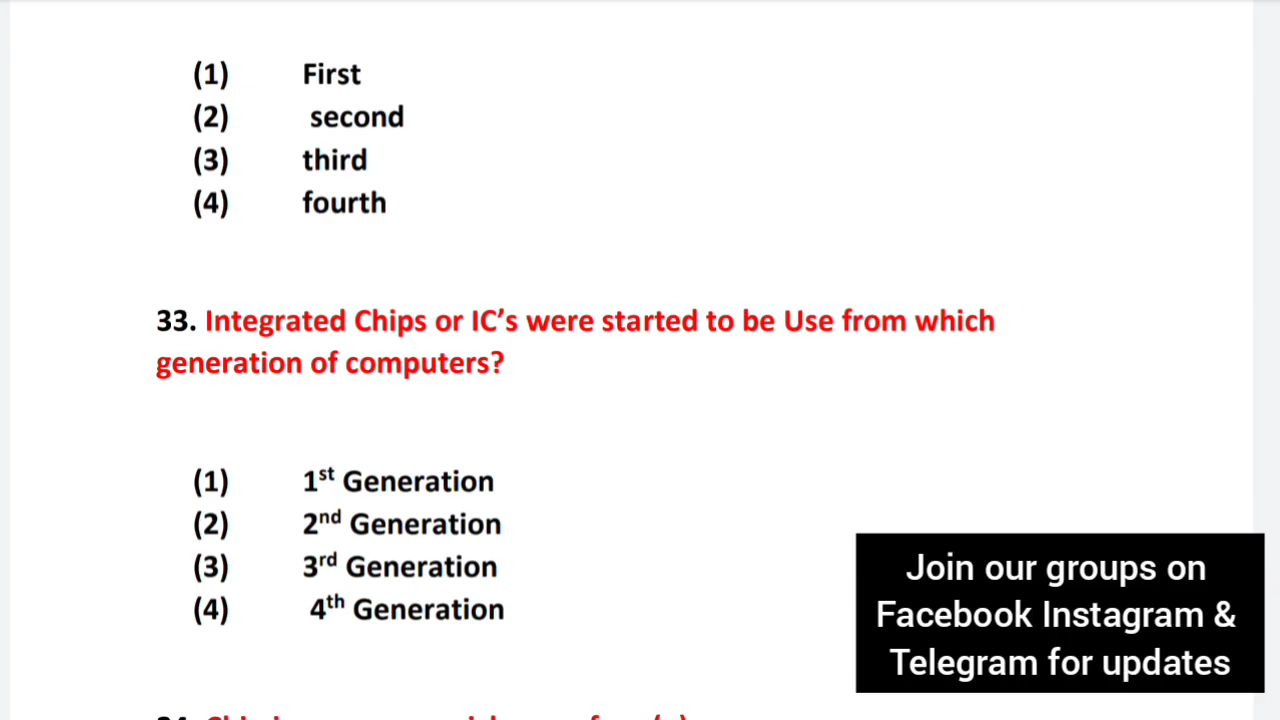 (1) First
(2) second
(3) third
(4) fourth
33. Integrated Chips or IC’s were started to be Use from which
generation of computers?
(1) 1st Generation
(2) 2nd Generation
(3) 3rd Generation
(4) 4th Generation
Join our groups on
Facebook Instagram &
Telegram for updates